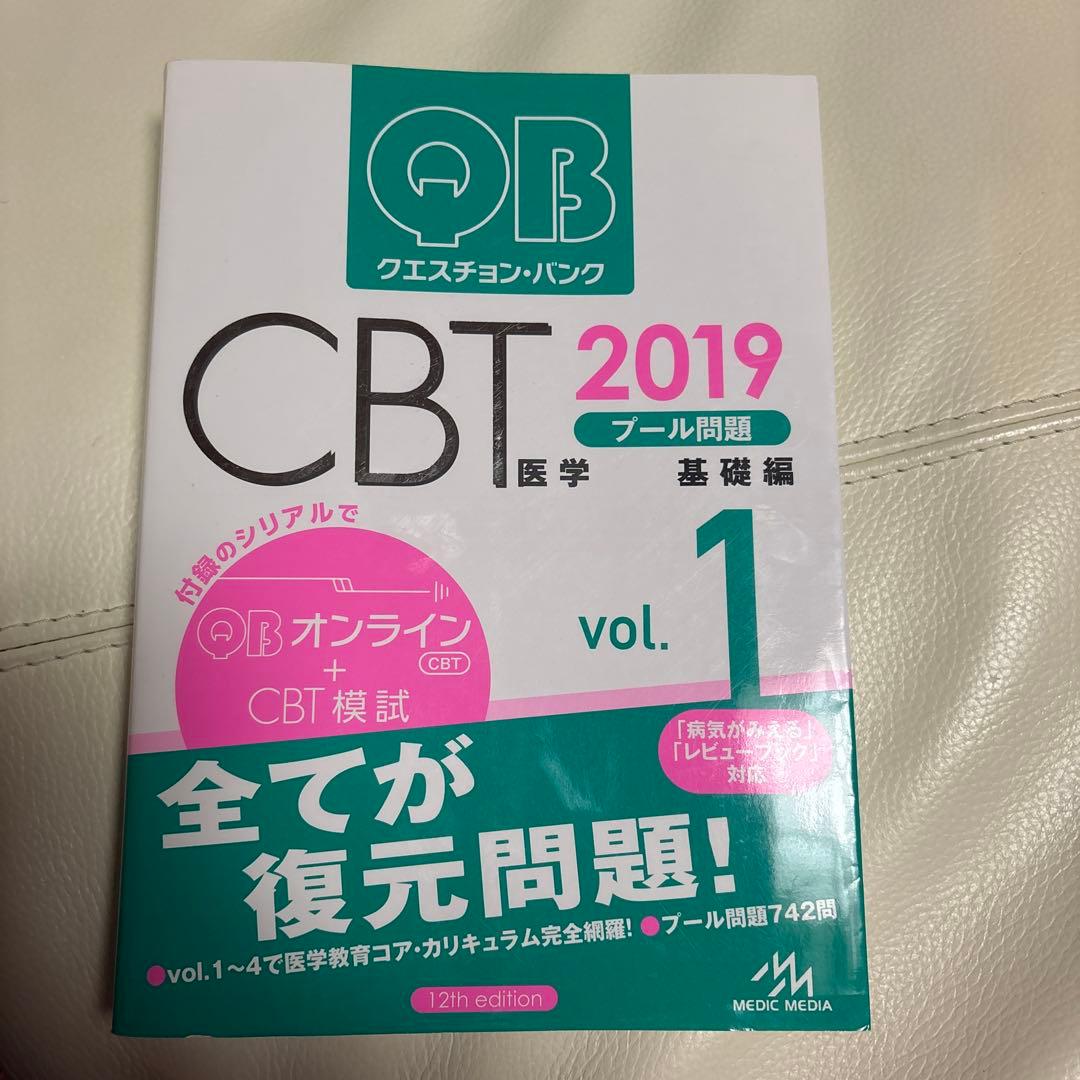 QB
クエスチョン・バンク
CBT 2019
プール問題
医学 基礎編
vol. 1
付録のシリアルで
QBオンライン
CBT
+
CBT 模試
「病気がみえる」
「レビューブック」
対応
全てが
復元問題!
●vol.1〜4で医学教育コア・カリキュラム完全網羅! ●プール問題742問
12th edition
MEDIC MEDIA